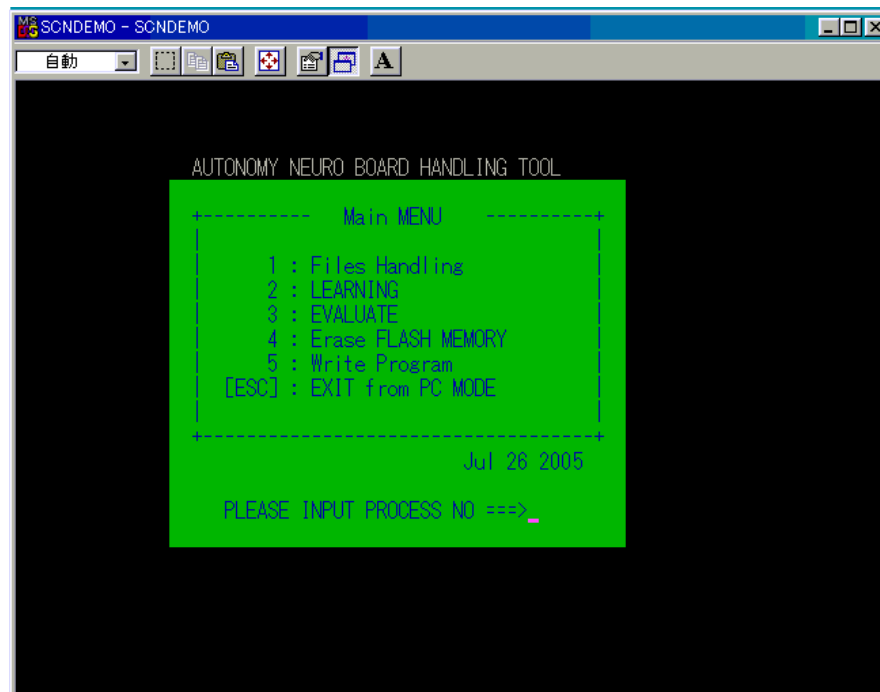 SCNDEMO - SCNDEMO
自動
A
AUTONOMY NEURO BOARD HANDLING TOOL
+---------- Main MENU ----------+
1 : Files Handling
2 : LEARNING
3 : EVALUATE
4 : Erase FLASH MEMORY
5 : Write Program
[ESC] : EXIT from PC MODE
+------------------------------------+
Jul 26 2005
PLEASE INPUT PROCESS NO ===>_